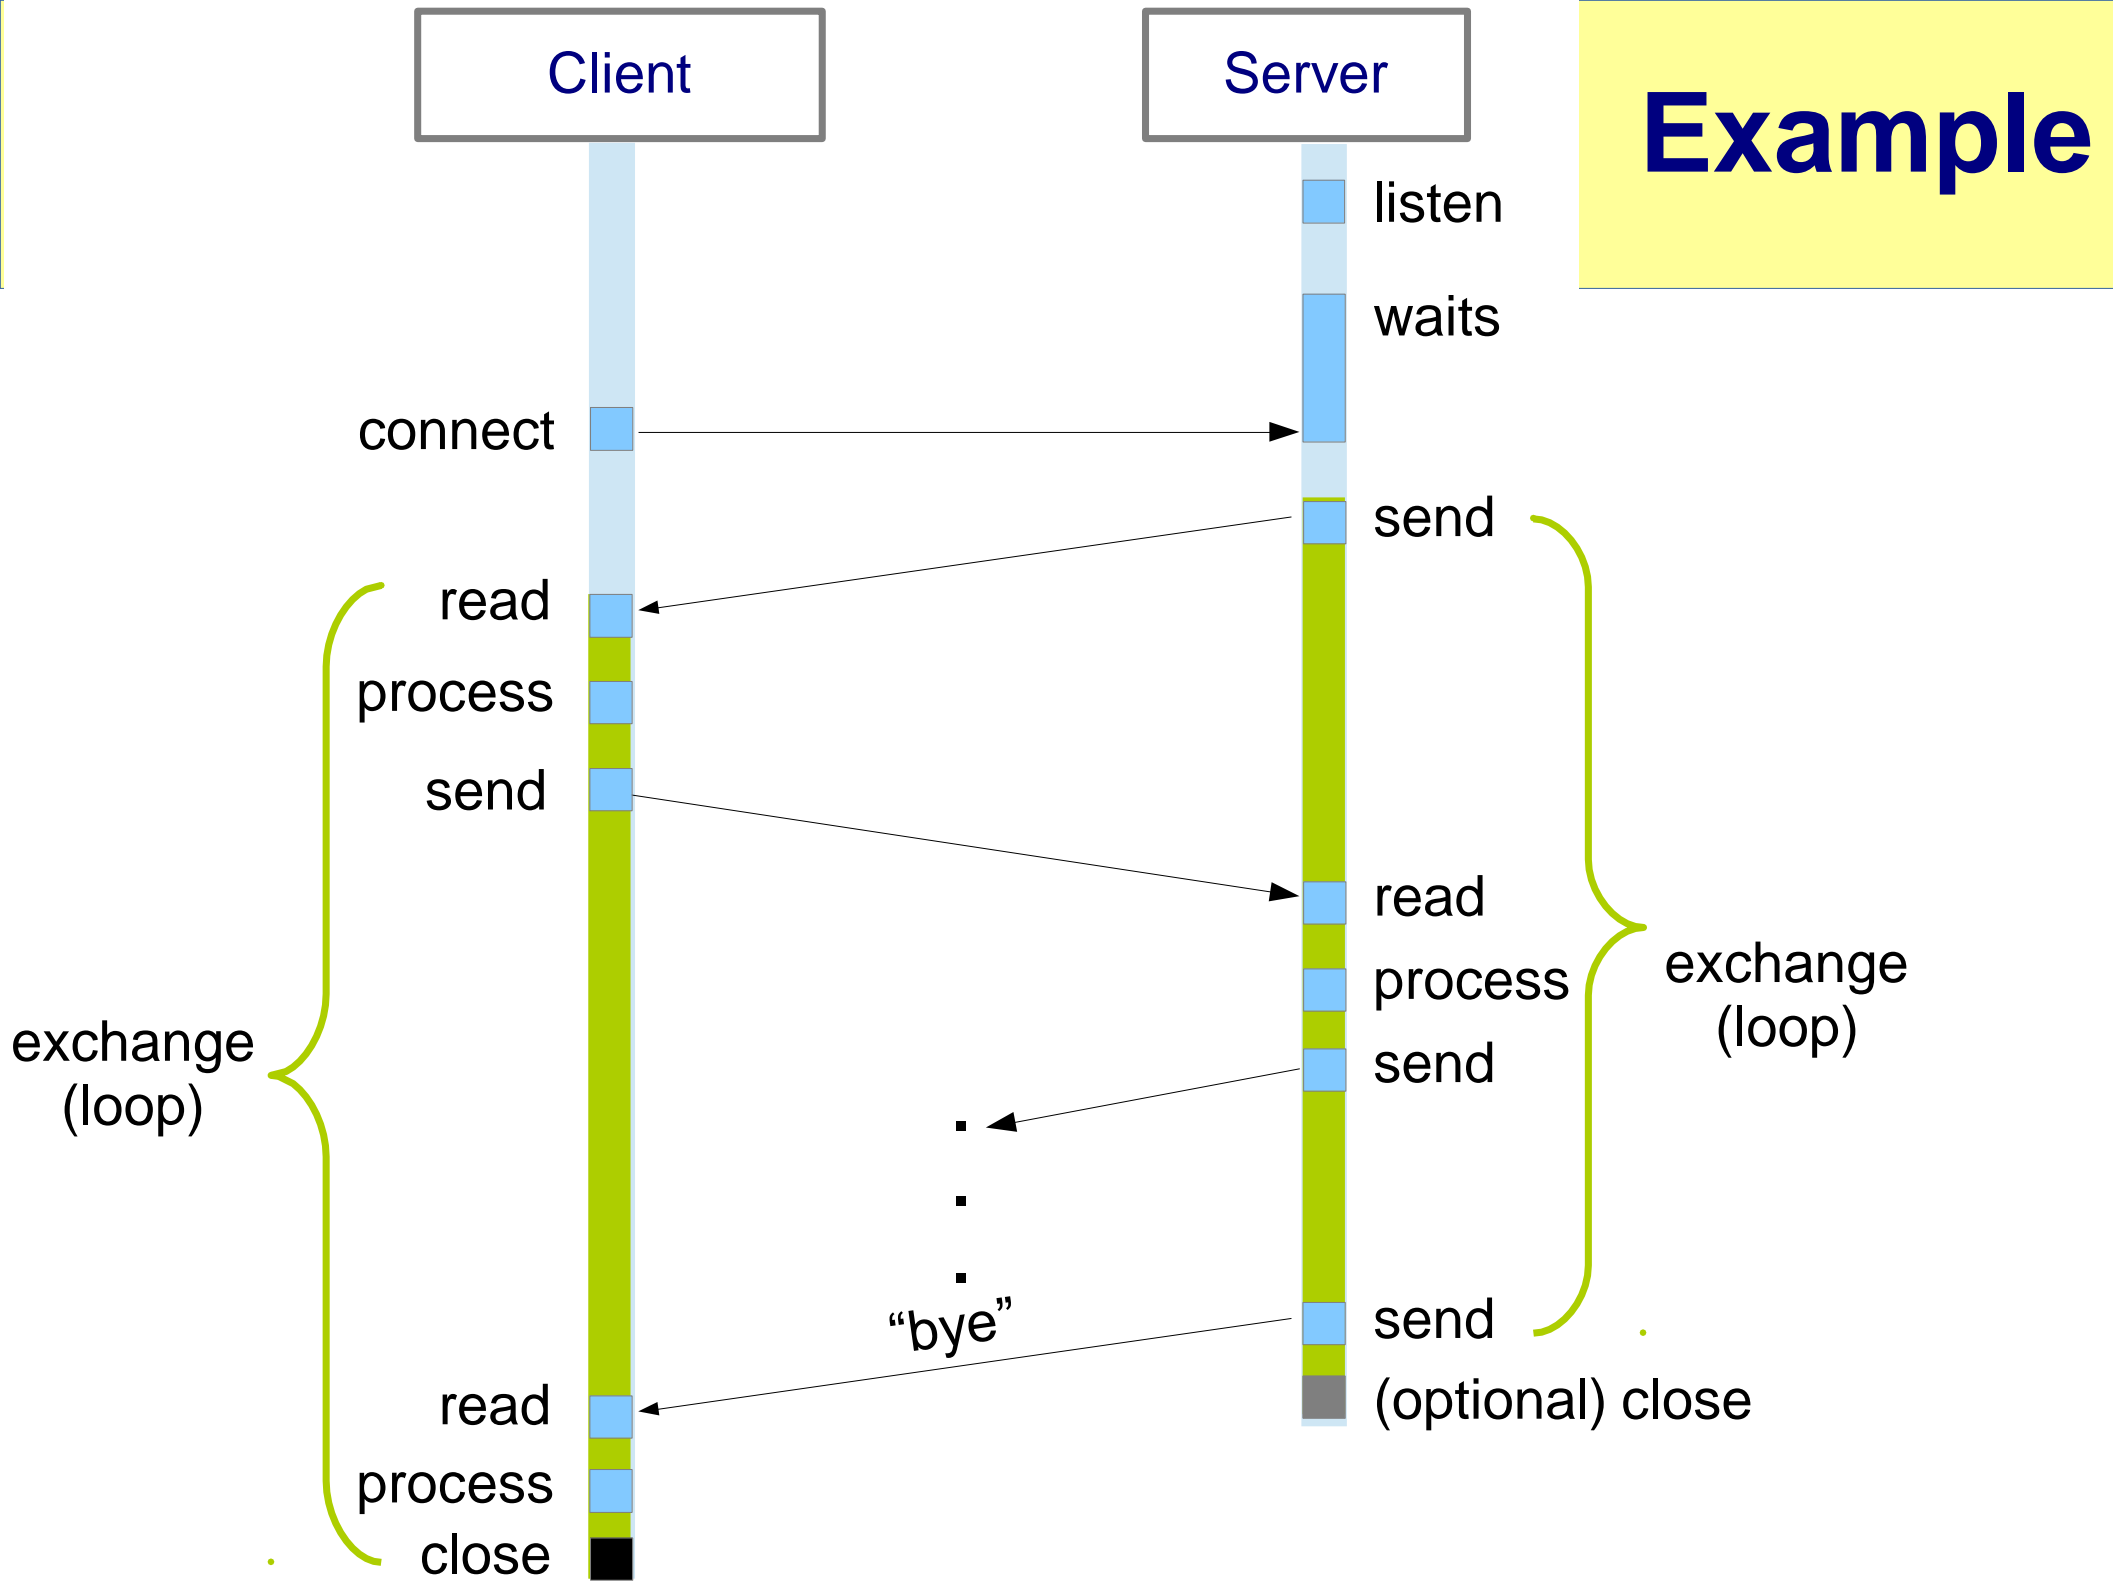 Client
Server
Example
listen
waits
connect
send
read
process
send
read
process
send
exchange
(loop)
exchange
(loop)
“bye”
send
read
(optional) close
process
close